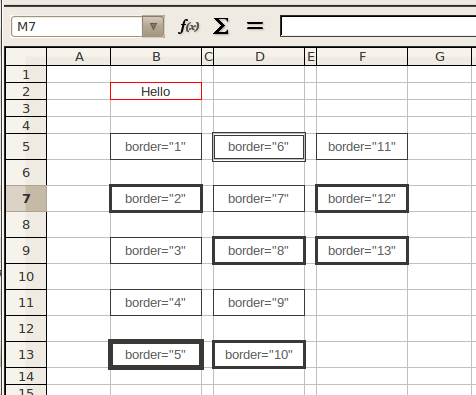 M7 f(x) Σ =
A B C D E F G
1
2 Hello
3
4
5 border="1" border="6" border="11"
6
7 border="2" border="7" border="12"
8
9 border="3" border="8" border="13"
10
11 border="4" border="9"
12
13 border="5" border="10"
14
15